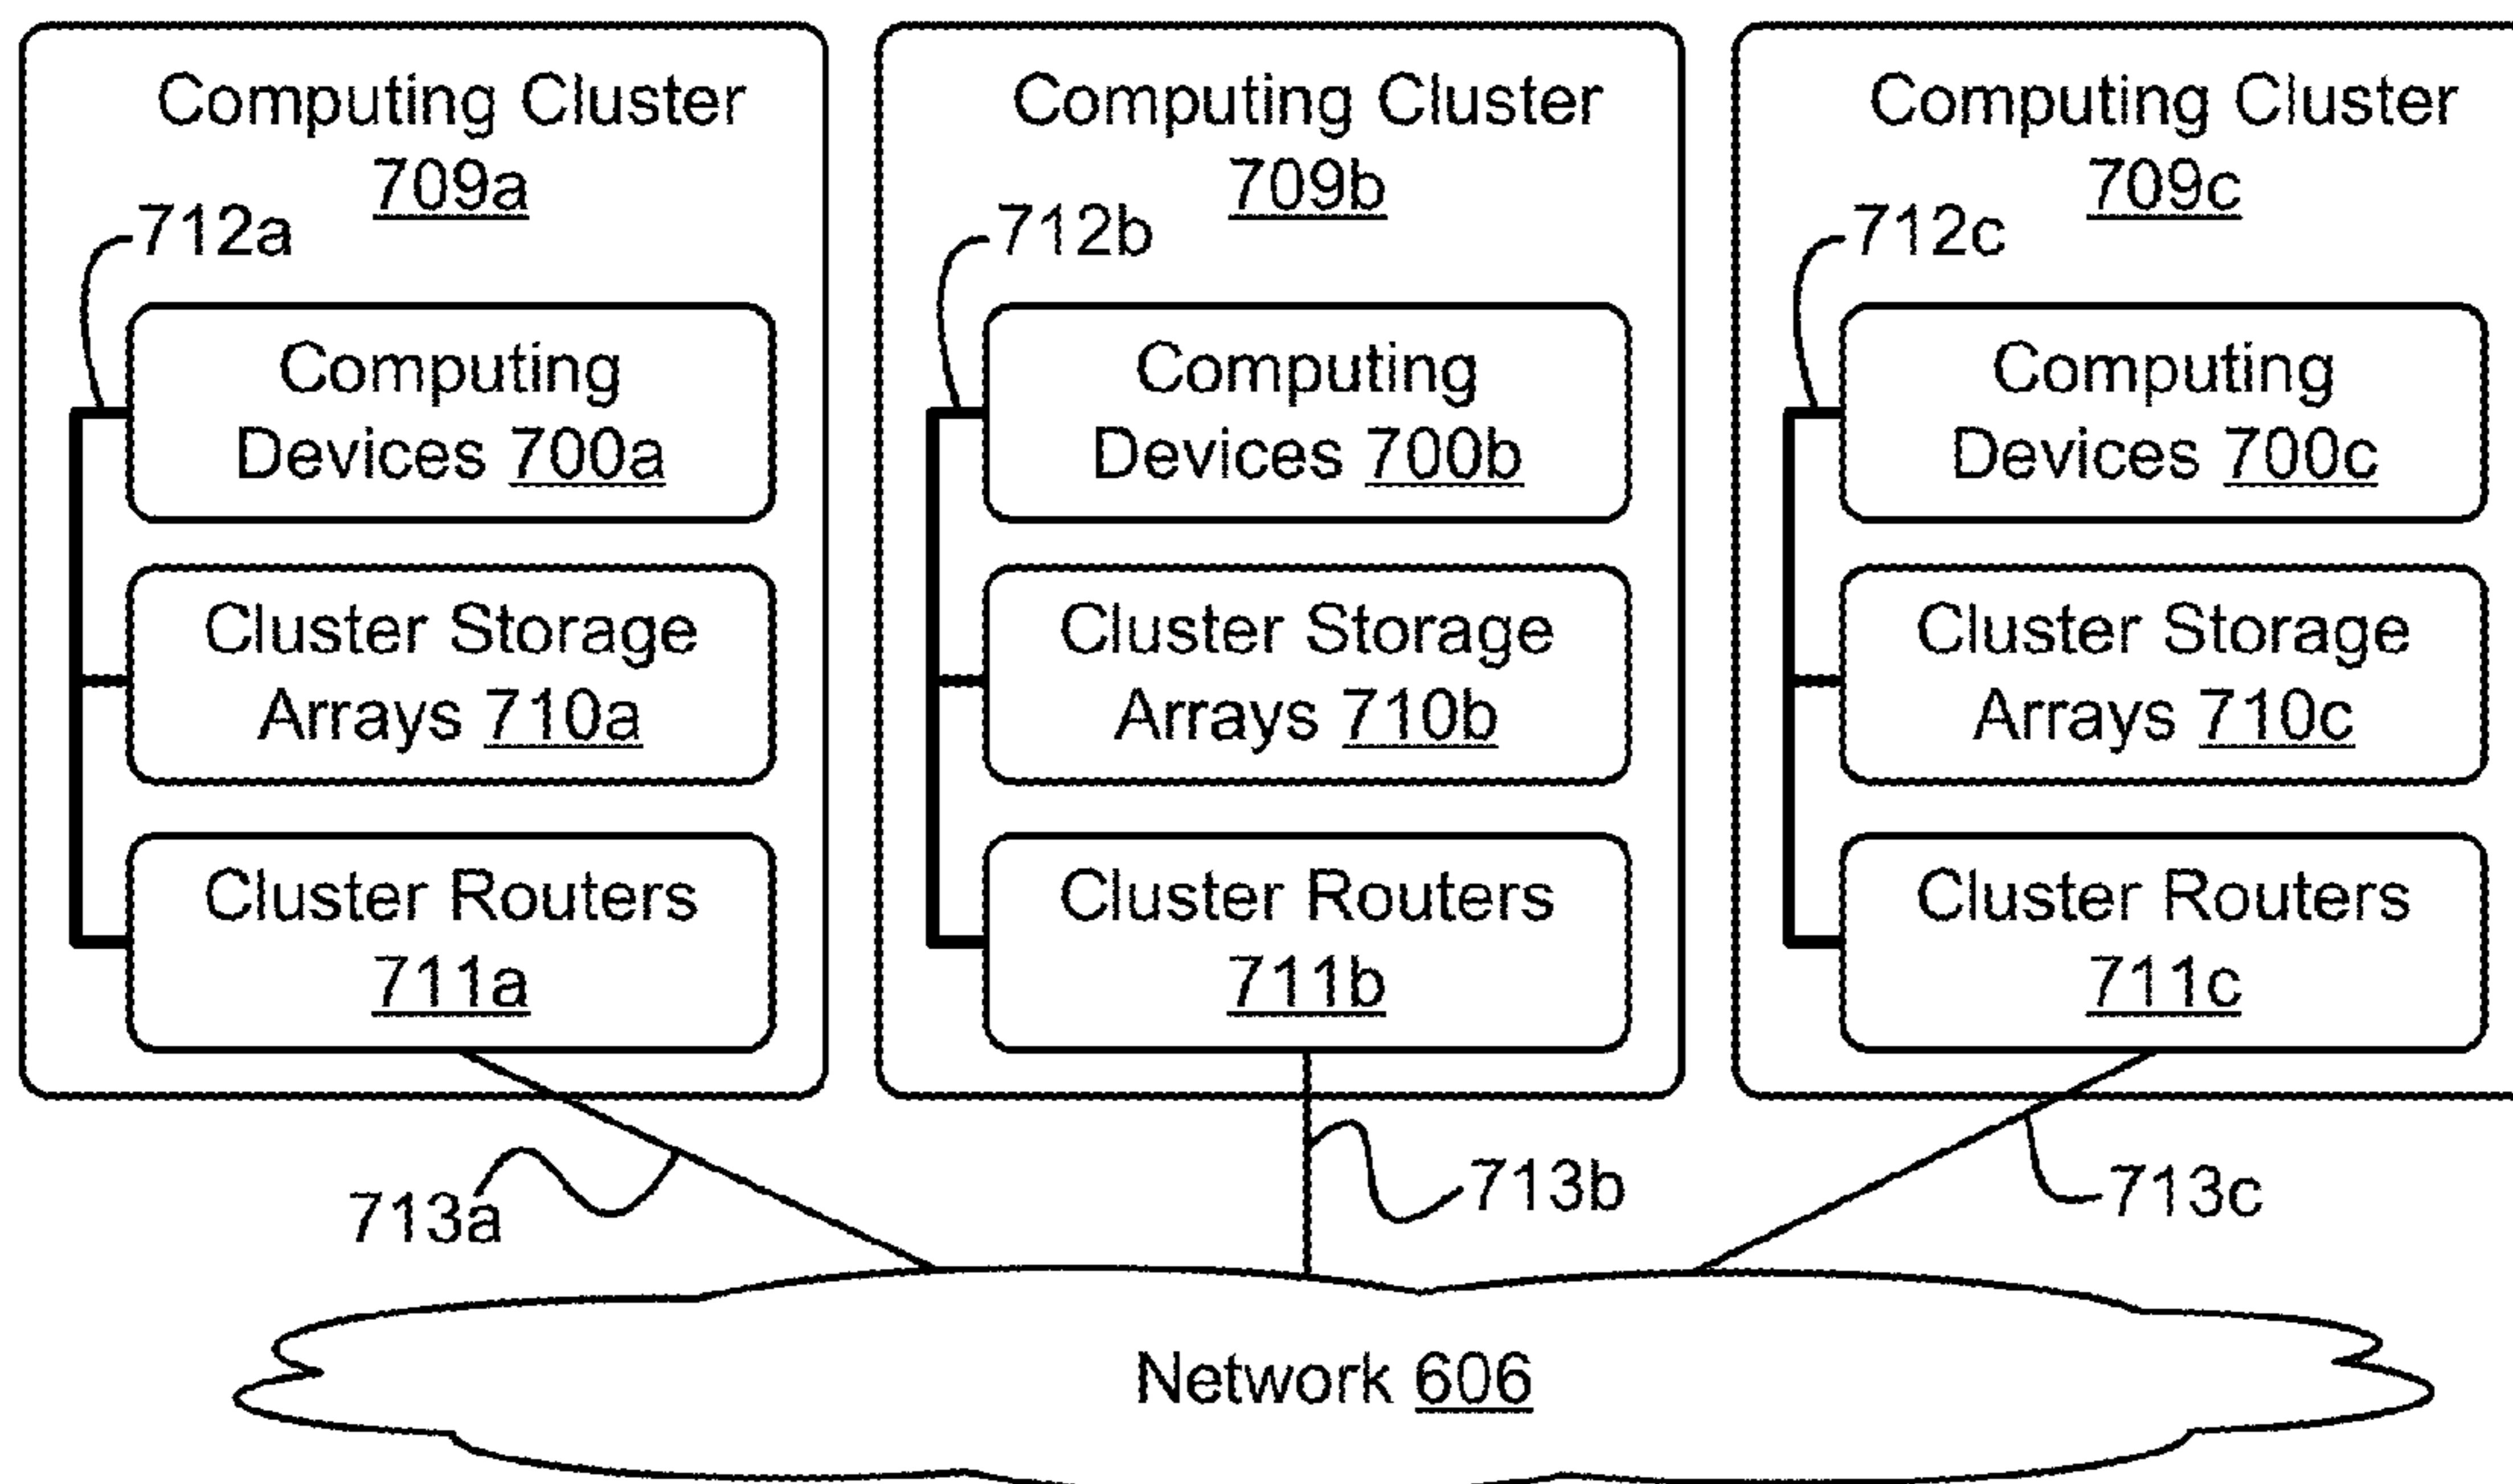 Computing Cluster
709a
712a
Computing
Devices 700a
Cluster Storage
Arrays 710a
Cluster Routers
711a
Computing Cluster
709b
712b
Computing
Devices 700b
Cluster Storage
Arrays 710b
Cluster Routers
711b
Computing Cluster
709c
712c
Computing
Devices 700c
Cluster Storage
Arrays 710c
Cluster Routers
711c
713a
713b
713c
Network 606